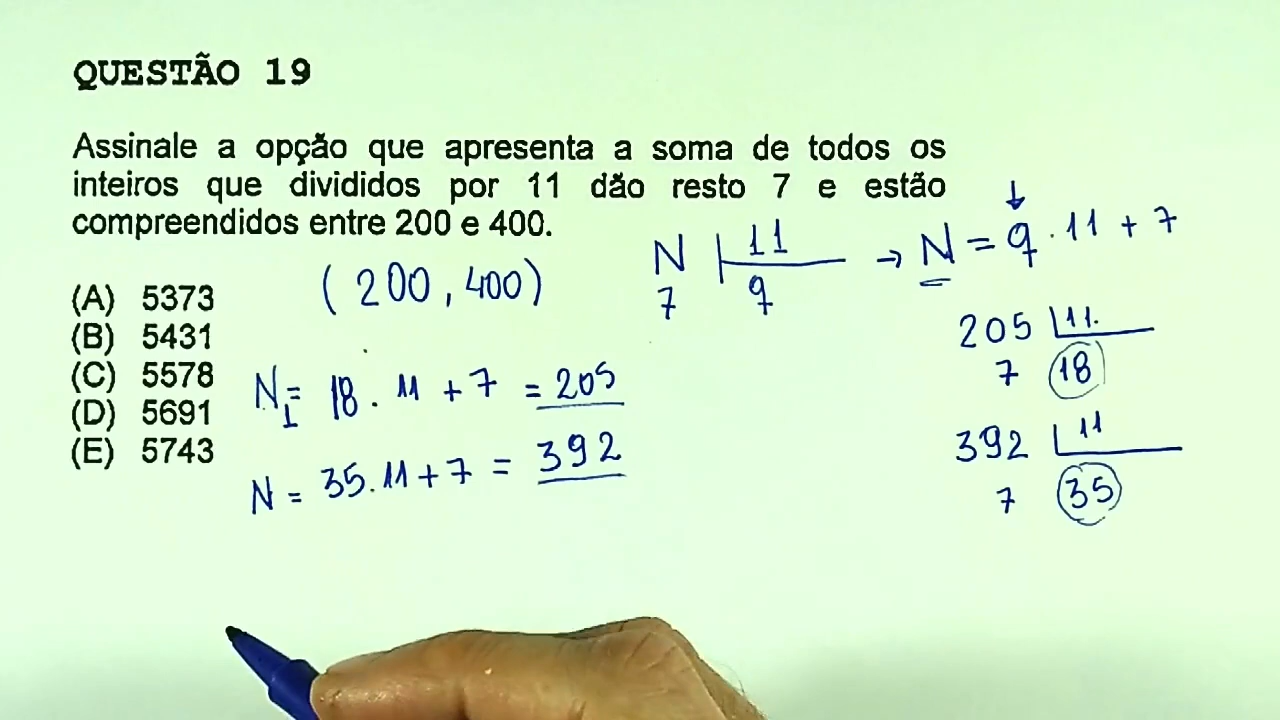 QUESTÃO 19
Assinale a opção que apresenta a soma de todos os
inteiros que divididos por 11 dão resto 7 e estão
compreendidos entre 200 e 400.
(A) 5373
(B) 5431
(C) 5578
(D) 5691
(E) 5743
(200, 400)
N 11
7 q
→ N = q . 11 + 7
N1 = 18 . 11 + 7 = 205
N = 35 . 11 + 7 = 392
205 11
7 18
392 11
7 35